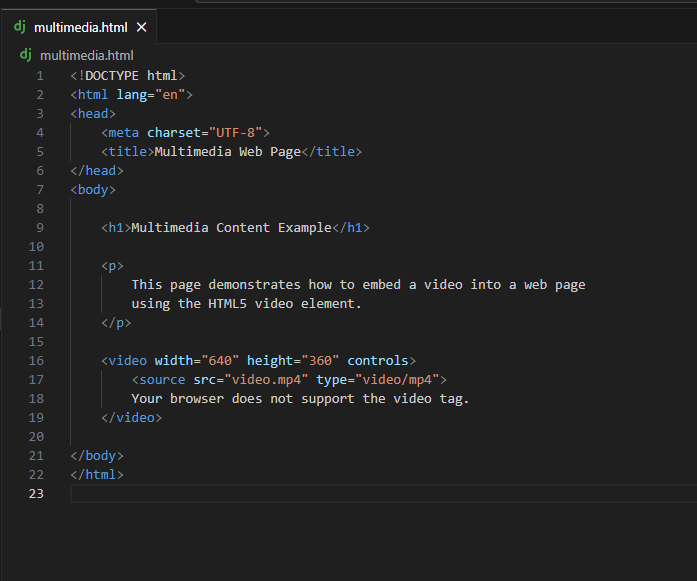 dj multimedia.html ×
dj multimedia.html
1 <!DOCTYPE html>
2 <html lang="en">
3 <head>
4     <meta charset="UTF-8">
5     <title>Multimedia Web Page</title>
6 </head>
7 <body>
8
9     <h1>Multimedia Content Example</h1>
10
11     <p>
12         This page demonstrates how to embed a video into a web page
13         using the HTML5 video element.
14     </p>
15
16     <video width="640" height="360" controls>
17         <source src="video.mp4" type="video/mp4">
18         Your browser does not support the video tag.
19     </video>
20
21 </body>
22 </html>
23